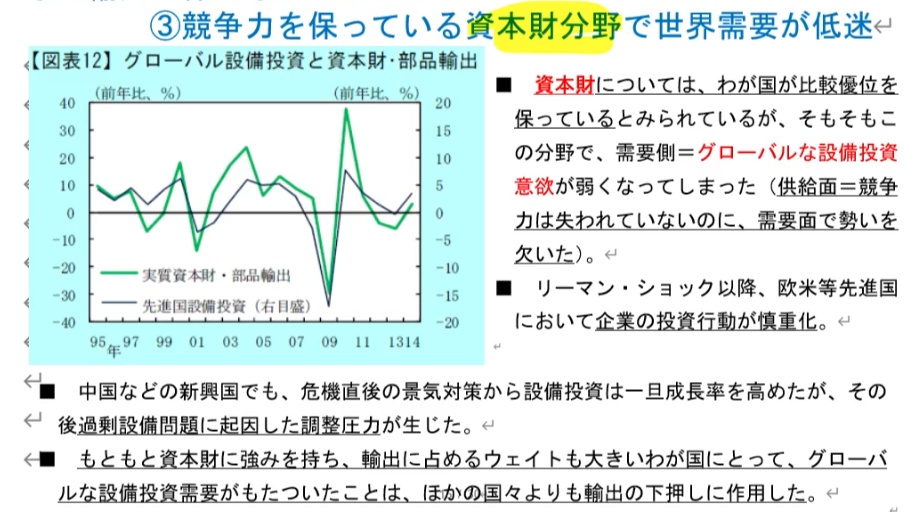 ③競争力を保っている資本財分野で世界需要が低迷↵
【図表12】グローバル設備投資と資本財･部品輸出
(前年比、%) (前年比、%)
40 20
30 15
20 10
10 5
0 0
-10 -5
-20 -10
-30 -15
-40 -20
実質資本財・部品輸出
先進国設備投資（右目盛）
95 97 99 01 03 05 07 09 11 1314
年
■ 資本財については、わが国が比較優位を
保っているとみられているが、そもそもこ
の分野で、需要側＝グローバルな設備投資
意欲が弱くなってしまった（供給面＝競争
力は失われていないのに、需要面で勢いを
欠いた）。↵
■ リーマン・ショック以降、欧米等先進国
において企業の投資行動が慎重化。↵
■ 中国などの新興国でも、危機直後の景気対策から設備投資は一旦成長率を高めたが、その
後過剰設備問題に起因した調整圧力が生じた。↵
■ もともと資本財に強みを持ち、輸出に占めるウェイトも大きいわが国にとって、グローバ
ルな設備投資需要がもたついたことは、ほかの国々よりも輸出の下押しに作用した。↵